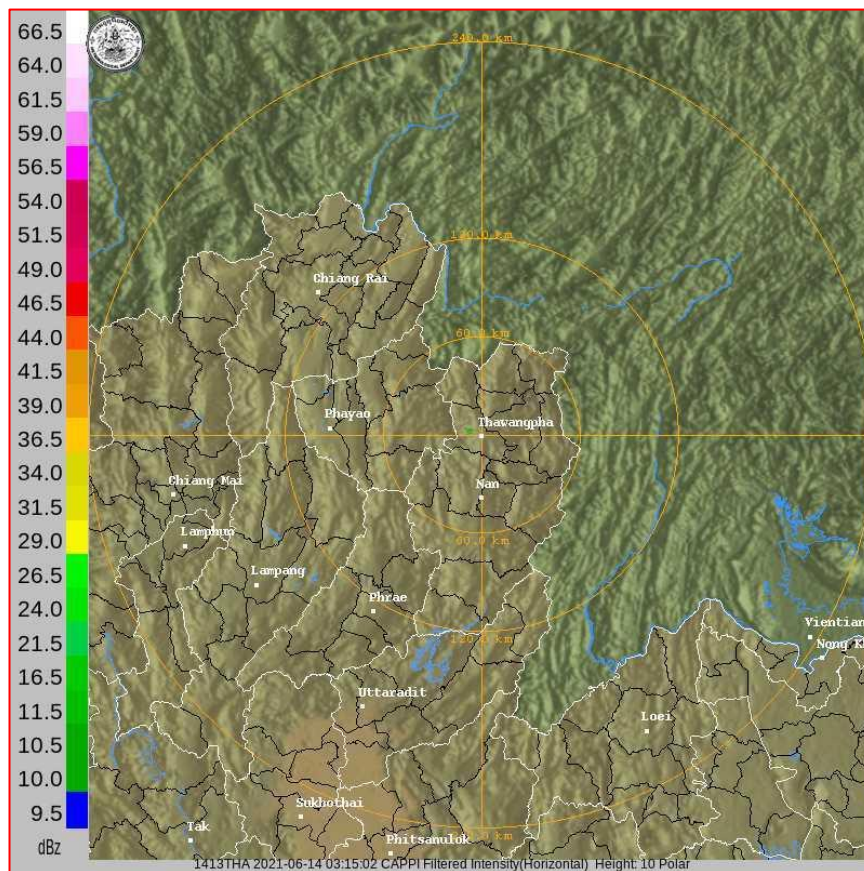 66.5
64.0
61.5
59.0
56.5
54.0
51.5
49.0
46.5
44.0
41.5
39.0
36.5
34.0
31.5
29.0
26.5
24.0
21.5
16.5
11.5
10.5
10.0
9.5
dBz
240.0 km
120.0 km
Chiang Rai
60.0 km
Phayao
Thawangpha
Chiang Mai
Nan
Lamphun
60.0 km
Lampang
Phrae
120.0 km
Vientian
Nong Kh
Uttaradit
Loei
Sukhothai
Tak
Phitsanulok
1413THA 2021-06-14 03:15:02 CAPPI Filtered Intensity(Horizontal) Height: 10 Polar